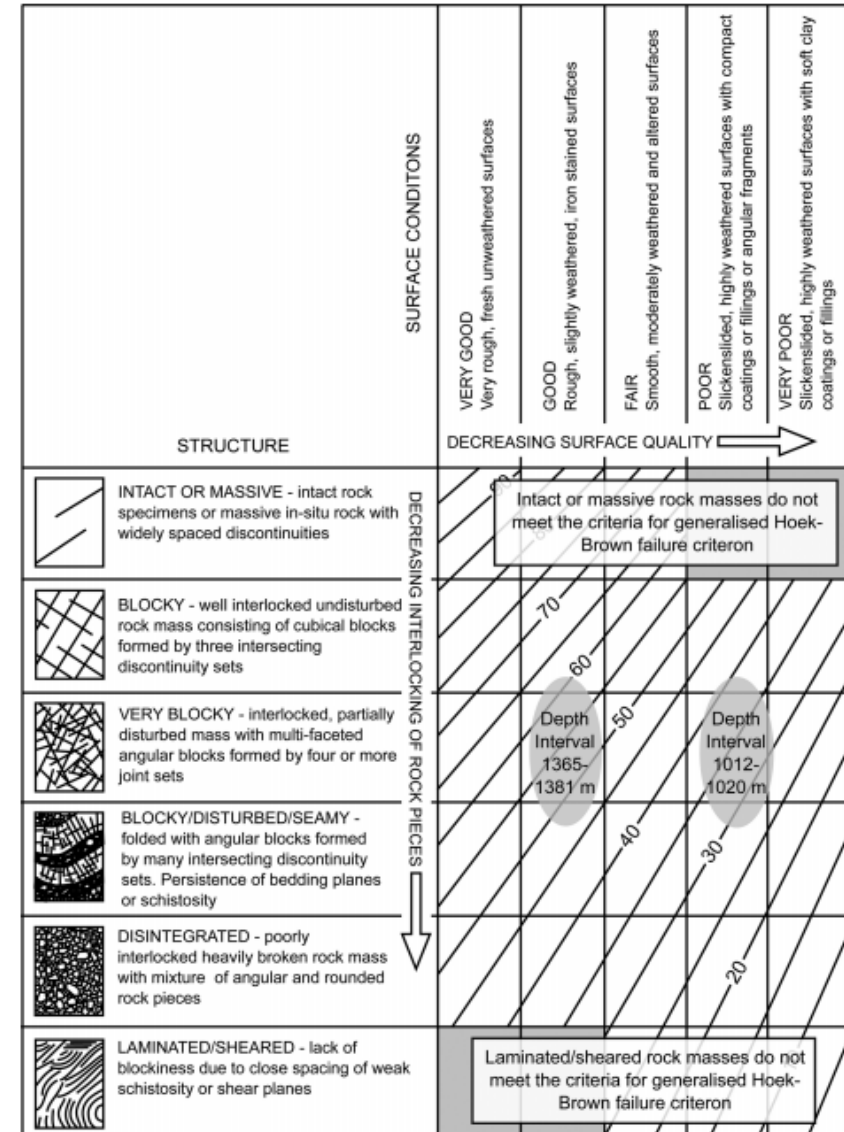 SURFACE CONDITONS
VERY GOOD
Very rough, fresh unweathered surfaces
GOOD
Rough, slightly weathered, iron stained surfaces
FAIR
Smooth, moderately weathered and altered surfaces
POOR
Slickenslided, highly weathered surfaces with compact
coatings or fillings or angular fragments
VERY POOR
Slickenslided, highly weathered surfaces with soft clay
coatings or fillings
STRUCTURE
DECREASING SURFACE QUALITY
DECREASING INTERLOCKING OF ROCK PIECES
INTACT OR MASSIVE - intact rock
specimens or massive in-situ rock with
widely spaced discontinuities
90
80
Intact or massive rock masses do not
meet the criteria for generalised Hoek-
Brown failure criteron
BLOCKY - well interlocked undisturbed
rock mass consisting of cubical blocks
formed by three intersecting
discontinuity sets
70
60
VERY BLOCKY - interlocked, partially
disturbed mass with multi-faceted
angular blocks formed by four or more
joint sets
Depth
Interval
1365-
1381 m
50
Depth
Interval
1012-
1020 m
BLOCKY/DISTURBED/SEAMY -
folded with angular blocks formed
by many intersecting discontinuity
sets. Persistence of bedding planes
or schistosity
40
30
DISINTEGRATED - poorly
interlocked heavily broken rock mass
with mixture of angular and rounded
rock pieces
20
LAMINATED/SHEARED - lack of
blockiness due to close spacing of weak
schistosity or shear planes
Laminated/sheared rock masses do not
meet the criteria for generalised Hoek-
Brown failure criterion